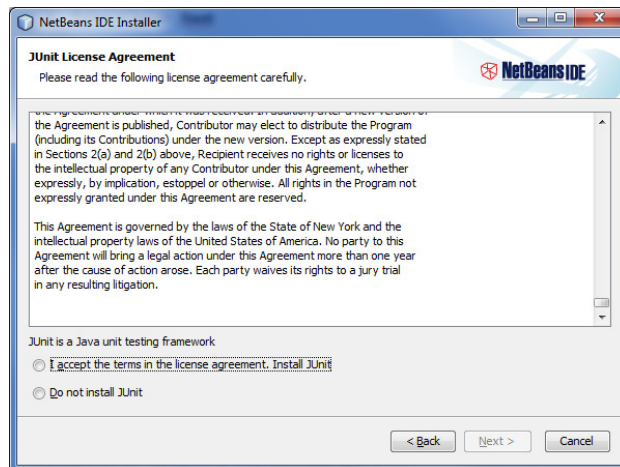 NetBeans IDE Installer
JUnit License Agreement
Please read the following license agreement carefully.
NetBeans IDE
the Agreement under which it was received. In addition, after a new version of
the Agreement is published, Contributor may elect to distribute the Program
(including its Contributions) under the new version. Except as expressly stated
in Sections 2(a) and 2(b) above, Recipient receives no rights or licenses to
the intellectual property of any Contributor under this Agreement, whether
expressly, by implication, estoppel or otherwise. All rights in the Program not
expressly granted under this Agreement are reserved.
This Agreement is governed by the laws of the State of New York and the
intellectual property laws of the United States of America. No party to this
Agreement will bring a legal action under this Agreement more than one year
after the cause of action arose. Each party waives its rights to a jury trial
in any resulting litigation.
JUnit is a Java unit testing framework
I accept the terms in the license agreement. Install JUnit
Do not install JUnit
< Back
Next >
Cancel